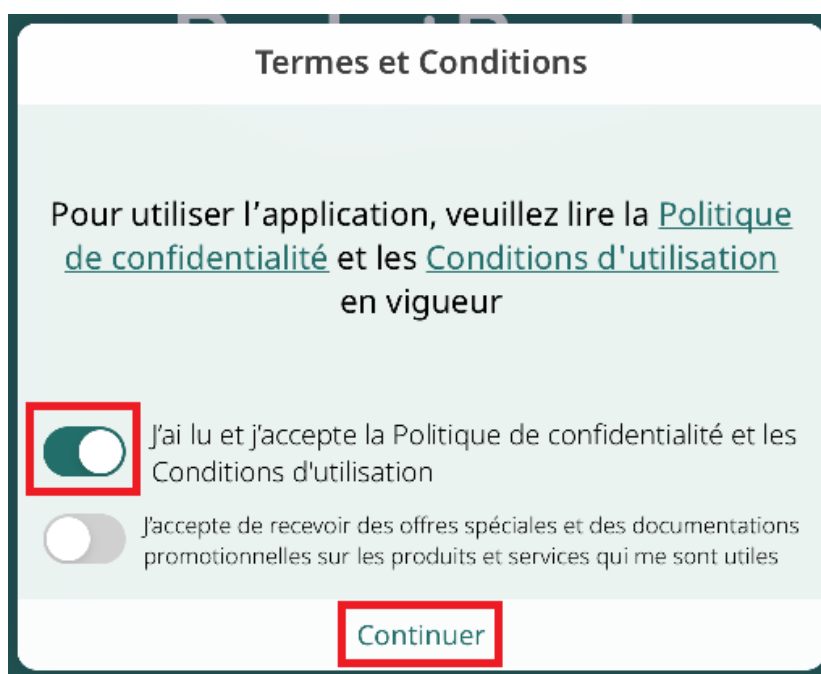 Termes et Conditions
Pour utiliser l'application, veuillez lire la Politique
de confidentialité et les Conditions d'utilisation
en vigueur
J'ai lu et j'accepte la Politique de confidentialité et les
Conditions d'utilisation
J'accepte de recevoir des offres spéciales et des documentations
promotionnelles sur les produits et services qui me sont utiles
Continuer